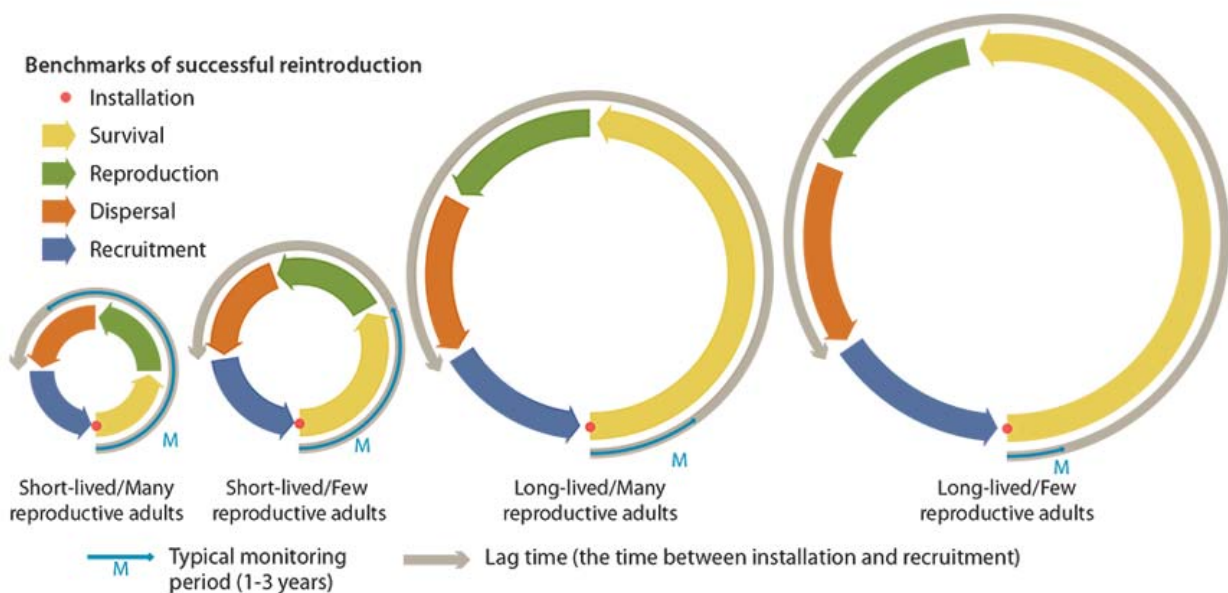 Benchmarks of successful reintroduction
Installation
Survival
Reproduction
Dispersal
Recruitment
M
M
M
M
Short-lived/Many
reproductive adults
Short-lived/Few
reproductive adults
Long-lived/Many
reproductive adults
Long-lived/Few
reproductive adults
M
Typical monitoring
period (1-3 years)
Lag time (the time between installation and recruitment)